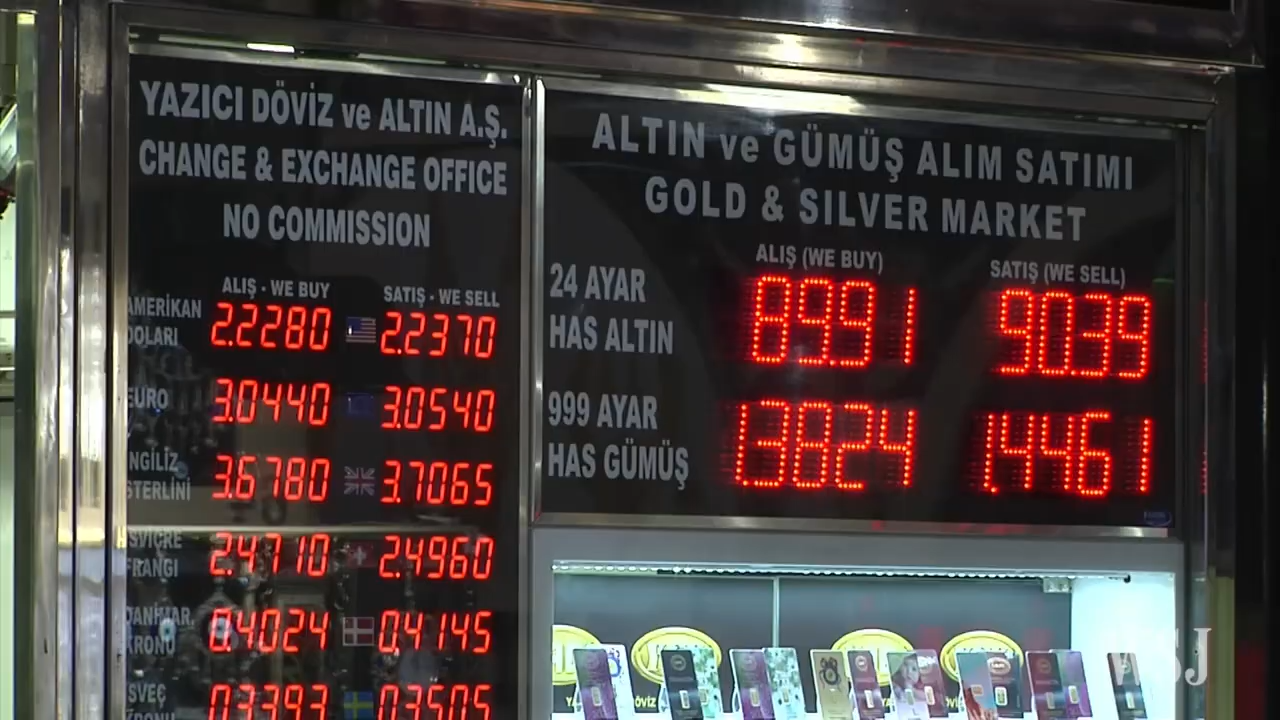 YAZICI DÖVİZ ve ALTIN A.Ş.
CHANGE & EXCHANGE OFFICE
NO COMMISSION
ALIŞ - WE BUY SATIŞ - WE SELL
AMERİKAN
DOLARI
2.2280 2.2370
EURO
3.0440 3.0540
İNGİLİZ
STERLİNİ
3.6780 3.7065
İSVİÇRE
FRANGI
2.4710 2.4960
DANİMAR.
KRONU
0.4024 0.4145
İSVEÇ
KRONU
0.3393 0.3505
ALTIN ve GÜMÜŞ ALIM SATIMI
GOLD & SILVER MARKET
ALIŞ (WE BUY) SATIŞ (WE SELL)
24 AYAR
HAS ALTIN
89.91 90.39
999 AYAR
HAS GÜMÜŞ
1.3824 1.4461
WSJ